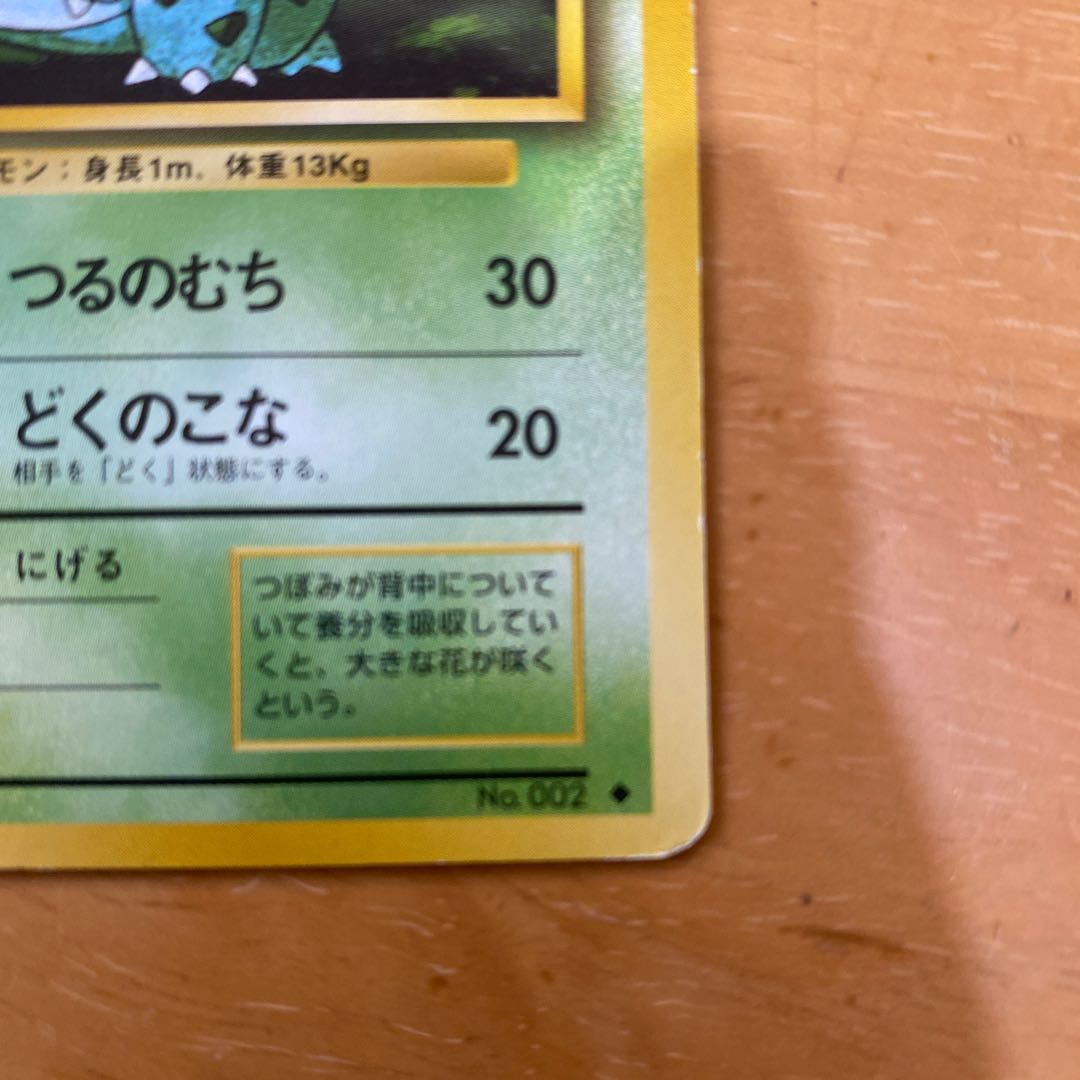 モン：身長1m，体重13Kg
つるのむち 30
どくのこな 20
相手を「どく」状態にする。
にげる
つぼみが背中について
いて養分を吸収してい
くと、大きな花が咲く
という。
No. 002 ◆